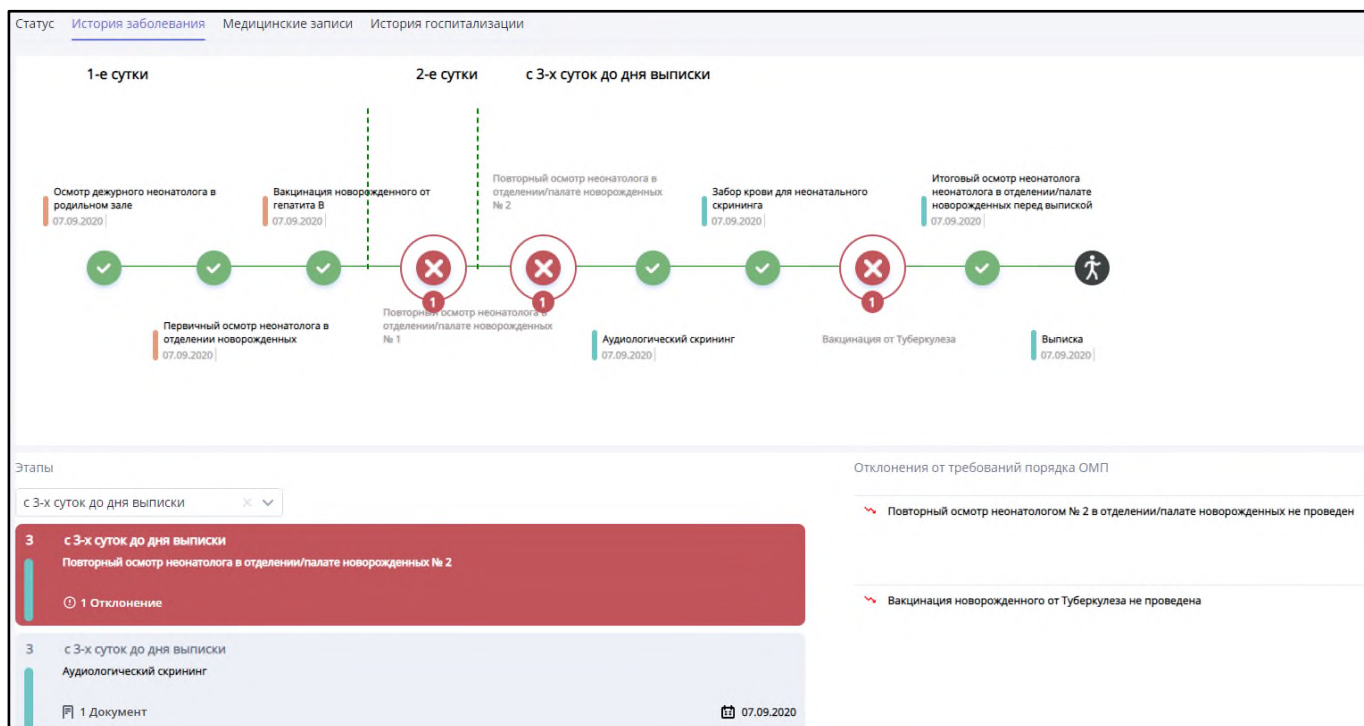 Статус История заболевания Медицинские записи История госпитализации
1-е сутки 2-е сутки с 3-х суток до дня выписки
Осмотр дежурного неонатолога в
родильном зале
07.09.2020
Вакцинация новорожденного от
гепатита В
07.09.2020
Повторный осмотр неонатолога в
отделении/палате новорожденных
№ 2
Забор крови для неонатального
скрининга
07.09.2020
Итоговый осмотр неонатолога
неонатолога в отделении/палате
новорожденных перед выпиской
07.09.2020
1 1 1
Первичный осмотр неонатолога в
отделении новорожденных
07.09.2020
Повторный осмотр неонатолога в
отделении/палате новорожденных
№ 1
Аудиологический скрининг
07.09.2020
Вакцинация от Туберкулеза
Выписка
07.09.2020
Этапы
с 3-х суток до дня выписки
3 с 3-х суток до дня выписки
Повторный осмотр неонатолога в отделении/палате новорожденных № 2
1 Отклонение
3 с 3-х суток до дня выписки
Аудиологический скрининг
1 Документ 07.09.2020
Отклонения от требований порядка ОМП
Повторный осмотр неонатологом № 2 в отделении/палате новорожденных не проведен
Вакцинация новорожденного от Туберкулеза не проведена